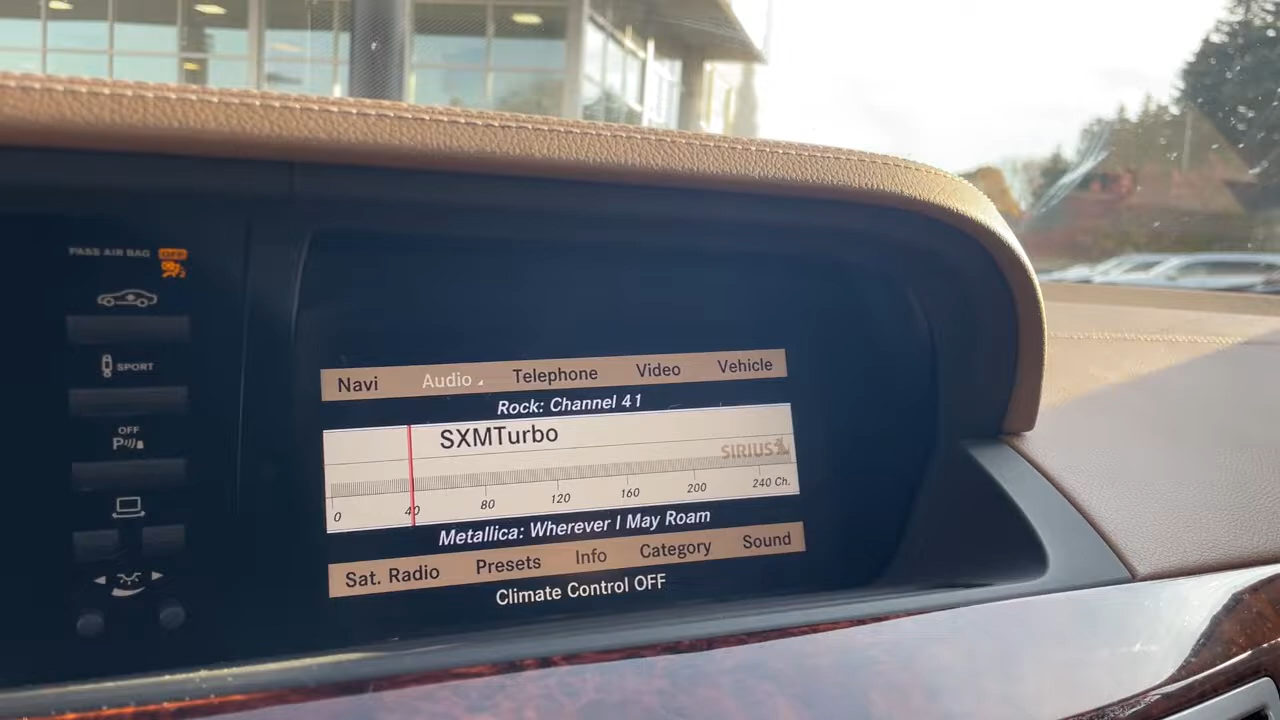 PASS AIR BAG OFF
SPORT
OFF
P
Navi Audio Telephone Video Vehicle
Rock: Channel 41
SXMTurbo
SIRIUS
0 40 80 120 160 200 240 Ch.
Metallica: Wherever I May Roam
Sat. Radio Presets Info Category Sound
Climate Control OFF